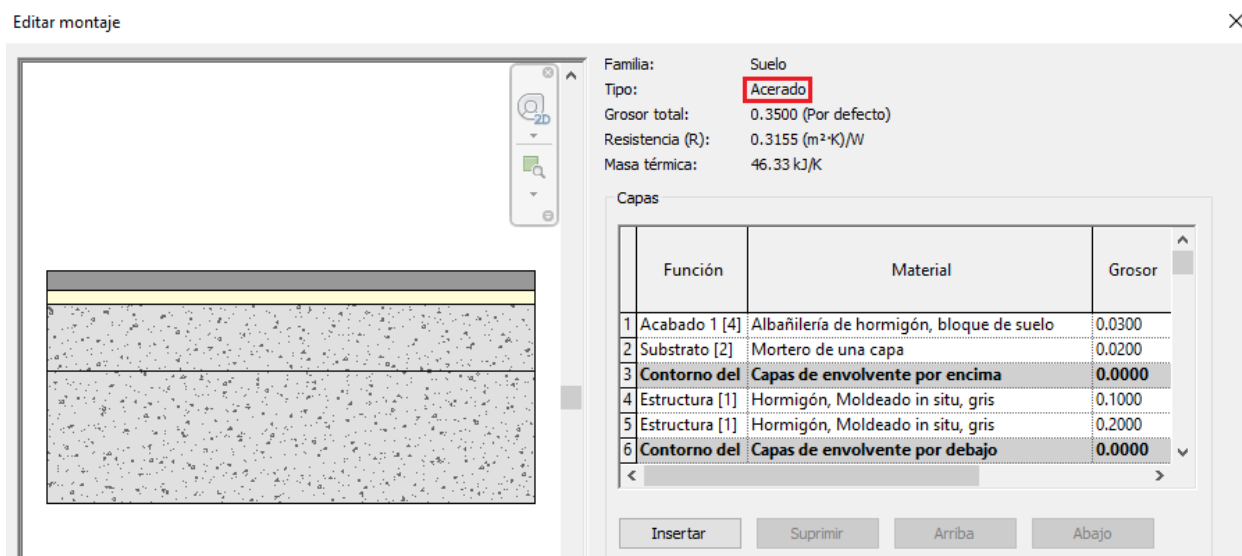 Editar montaje
2D
Familia: Suelo
Tipo: Acerado
Grosor total: 0.3500 (Por defecto)
Resistencia (R): 0.3155 (m²·K)/W
Masa térmica: 46.33 kJ/K
Capas
Función Material Grosor
1 Acabado 1 [4] Albañilería de hormigón, bloque de suelo 0.0300
2 Substrato [2] Mortero de una capa 0.0200
3 Contorno del Capas de envolvente por encima 0.0000
4 Estructura [1] Hormigón, Moldeado in situ, gris 0.1000
5 Estructura [1] Hormigón, Moldeado in situ, gris 0.2000
6 Contorno del Capas de envolvente por debajo 0.0000
Insertar Suprimir Arriba Abajo